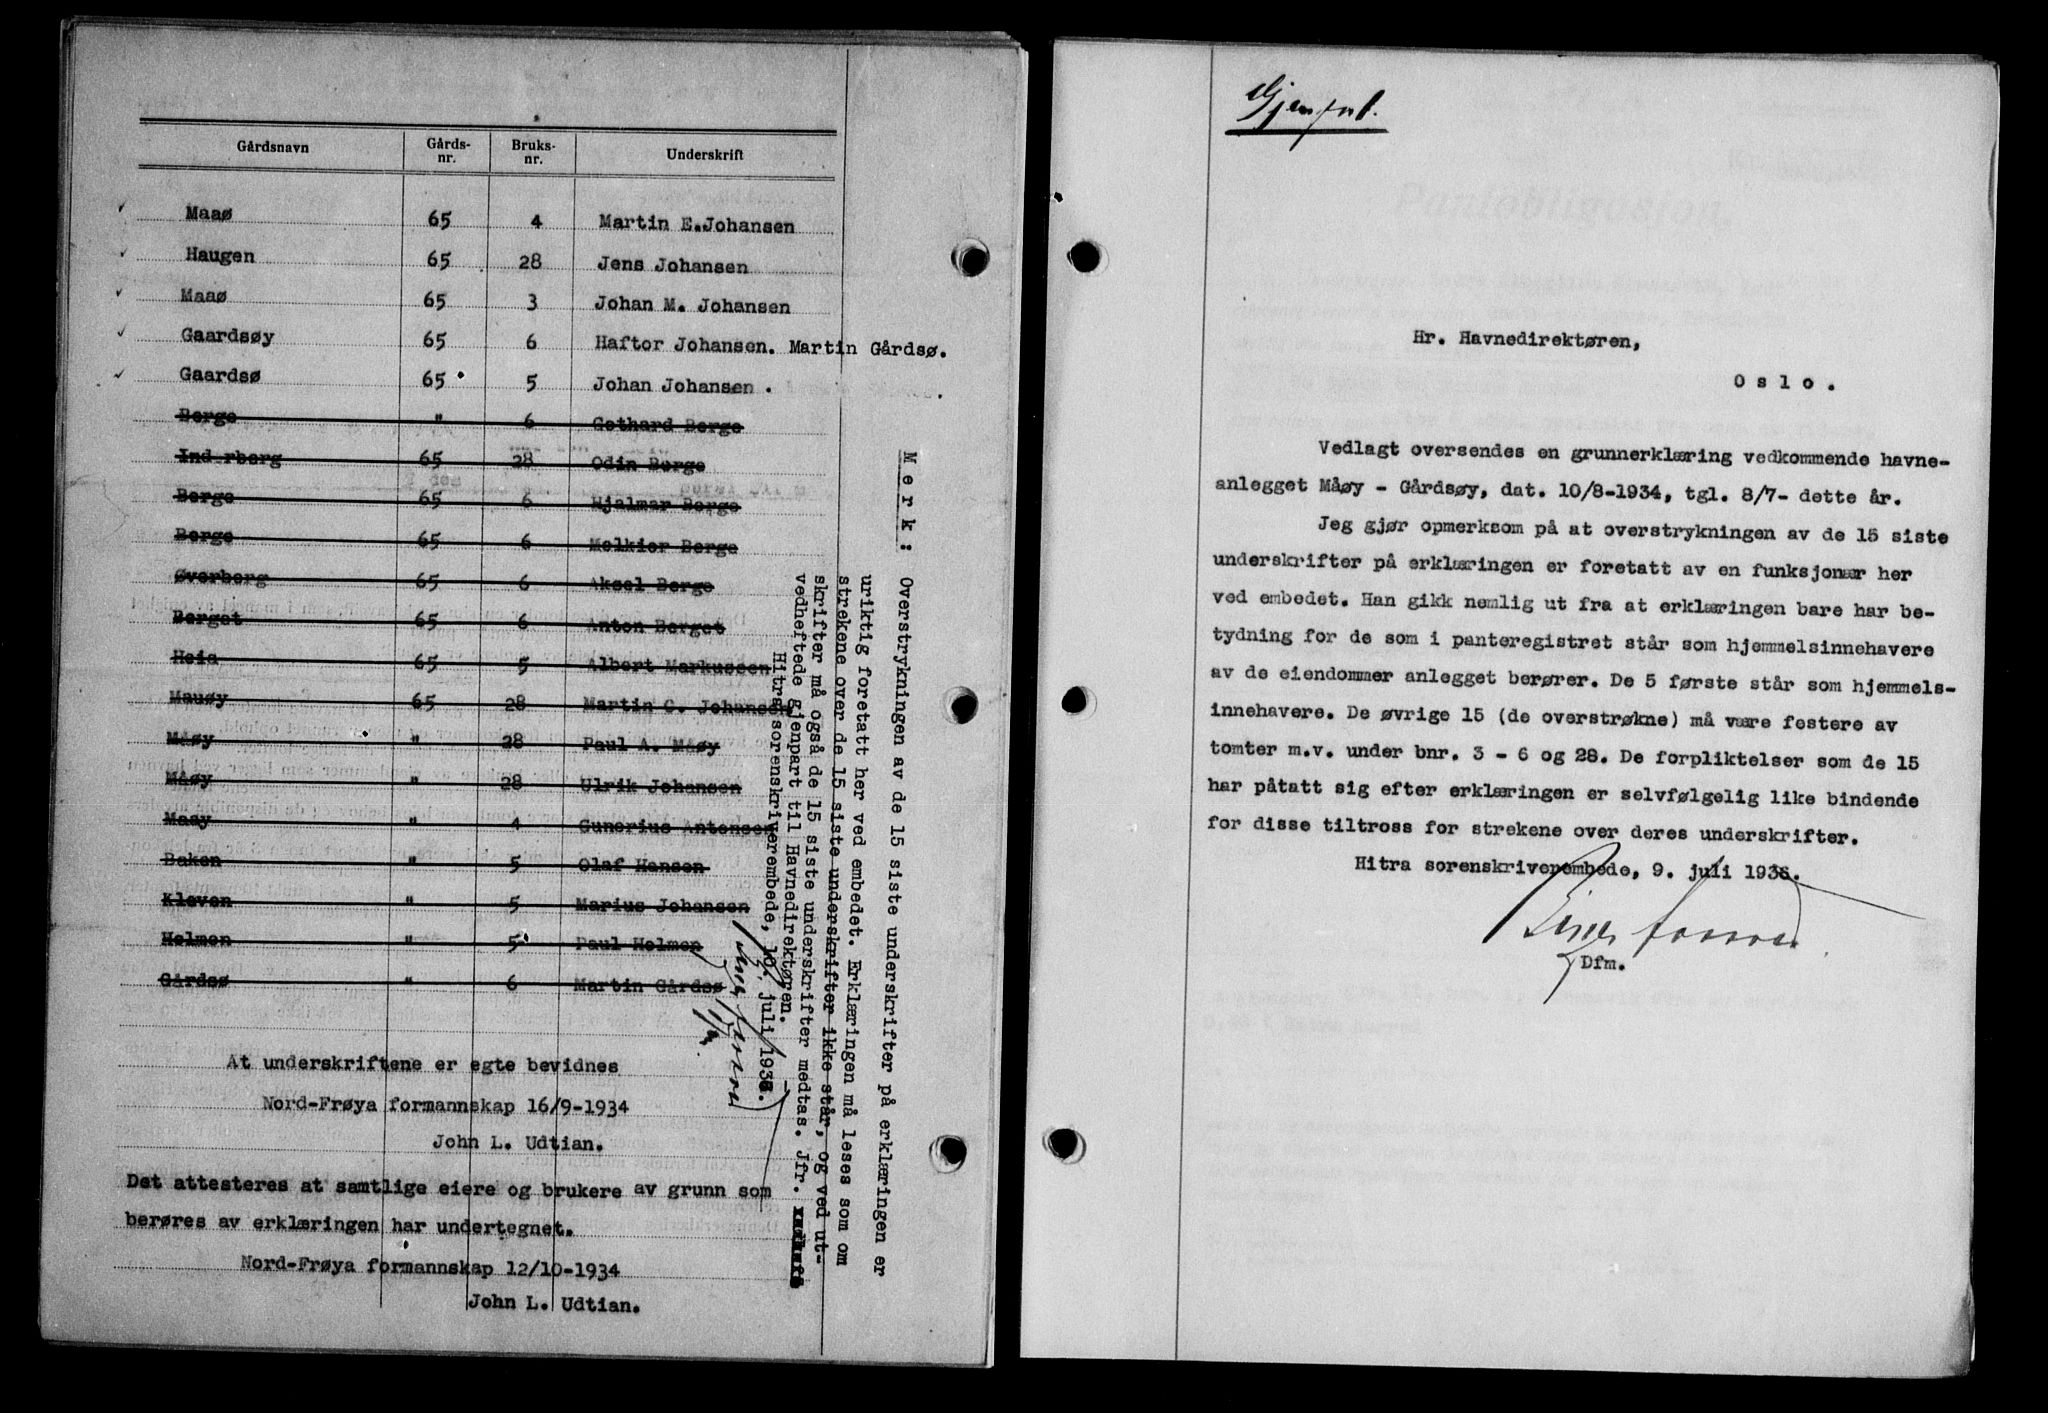 Gårdsnavn Gårds-nr. Bruks-nr. Underskrift
Maaø 65 4 Martin E.Johansen
Haugen 65 28 Jens Johansen
Maaø 65 3 Johan M. Johansen
Gaardsøy 65 6 Haftor Johansen. Martin Gårdsø.
Gaardsø 65 5 Johan Johansen .
Berge " 6 Gothard Berge
Ind rberg 65 28 Odin Berge
Berge 65 6 Hjalmar Berge
Berge 65 6 Melkior Berge
Øverberg 65 6 Aksel Berge
Berget 65 6 Anton Berget
Heia 65 5 Albert Markussen
Mauøy 65 28 Martin C. Johansen
Måøy " 28 Paul A. Måøy
Måøy " 28 Ulrik Johansen
Maøy " 4 Gunerius Antonsen
Baken " 5 Olaf Hansen
Kleven " 5 Marius Johansen
Holmen " 5 Paul Holmen
Gårdsø " 6 Martin Gårdsø
At underskriftene er egte bevidnes
Nord-Frøya formannskap 16/9-1934
John L. Udtian.
Det attesteres at samtlige eiere og brukere av grunn som
berøres av erklæringen har undertegnet.
Nord-Frøya formannskap 12/10-1934
John L. Udtian.
Merk: Overstrykningen av de 15 siste underskrifter på erklæringen er
uriktig foretatt her ved embedet. Erklæringen må leses som om
strekene over de 15 siste underskrifter ikke står, og ved ut-
skrifter må også de 15 siste underskrifter medtas. Jfr.
vedheftede gjenpart til Havnedirektøren.
Hitra sorenskriverembede, 10. juli 1936.
Gjenpart.
Hr. Havnedirektøren,
Oslo.
Vedlagt oversendes en grunnerklæring vedkommende havne-
anlegget Måøy - Gårdsøy, dat. 10/8-1934, tgl. 8/7- dette år.
Jeg gjør opmerksom på at overstrykningen av de 15 siste
underskrifter på erklæringen er foretatt av en funksjonær her
ved embedet. Han gikk nemlig ut fra at erklæringen bare har be-
tydning for de som i panteregistret står som hjemmelsinnehavere
av de eiendommer anlegget berører. De 5 første står som hjemmels-
innehavere. De øvrige 15 (de overstrøkne) må være festere av
tomter m.v. under bnr. 3 - 6 og 28. De forpliktelser som de 15
har påtatt sig efter erklæringen er selvfølgelig like bindende
for disse tiltross for strekene over deres underskrifter.
Hitra sorenskriverembede, 9. juli 1936.
Dfm.